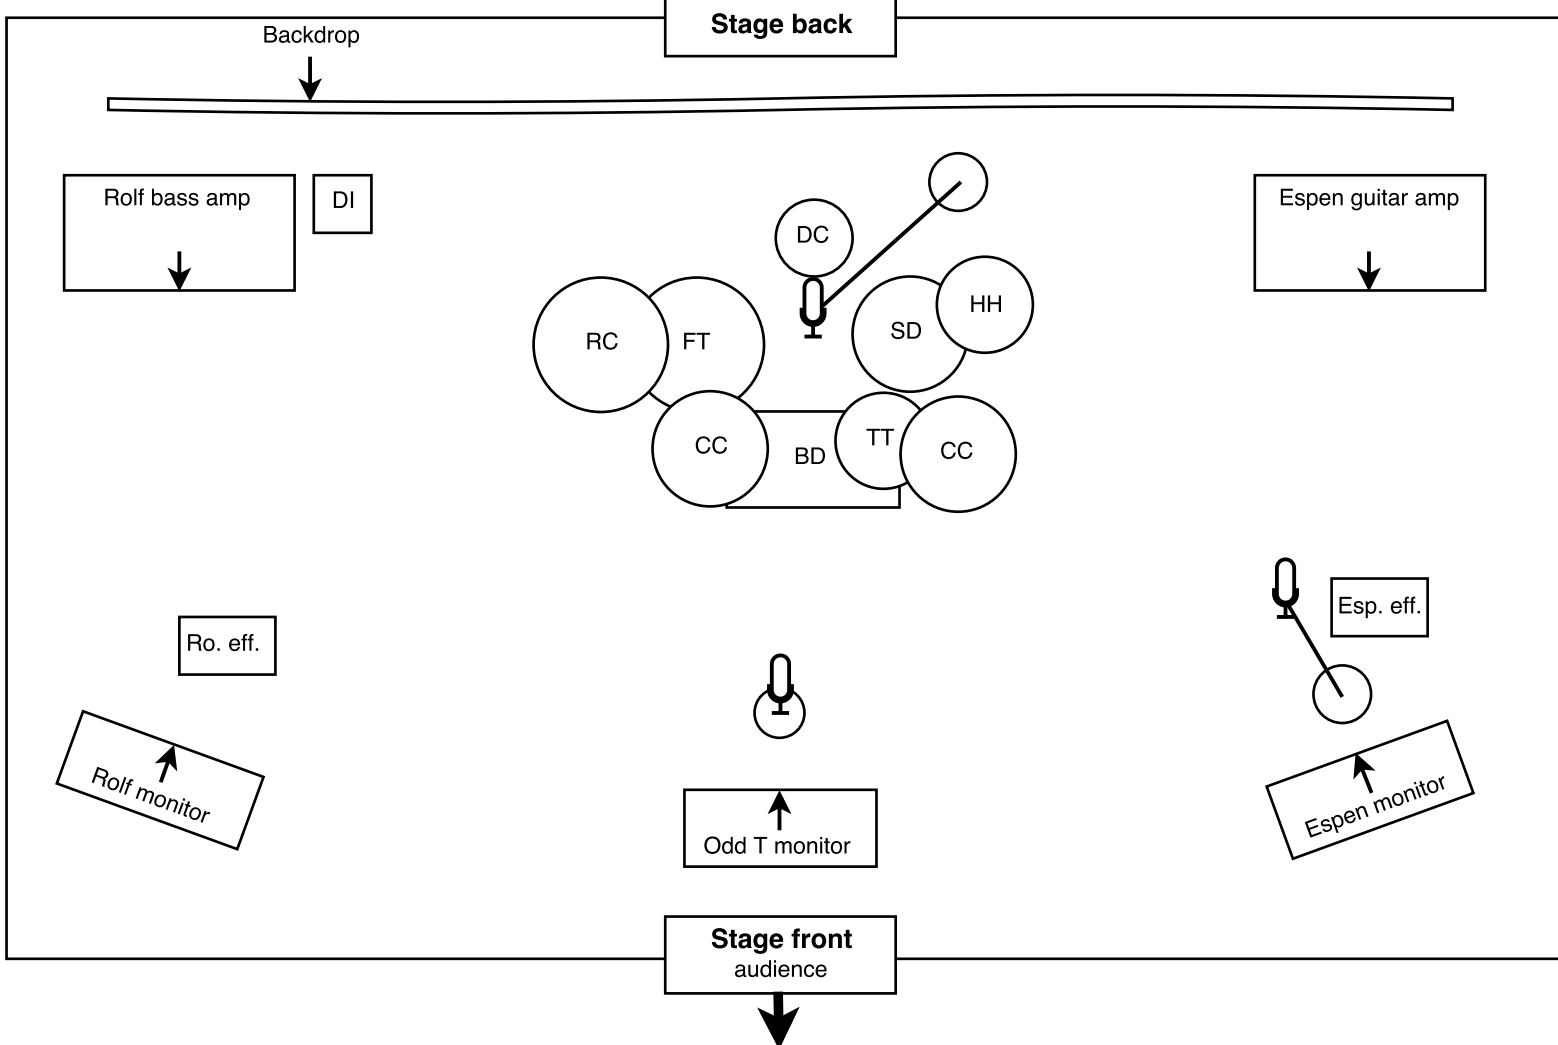 Stage back
Backdrop
Rolf bass amp
DI
Espen guitar amp
DC
HH
SD
RC
FT
TT
CC
BD
CC
Esp. eff.
Ro. eff.
Rolf monitor
Espen monitor
Odd T monitor
Stage front
audience